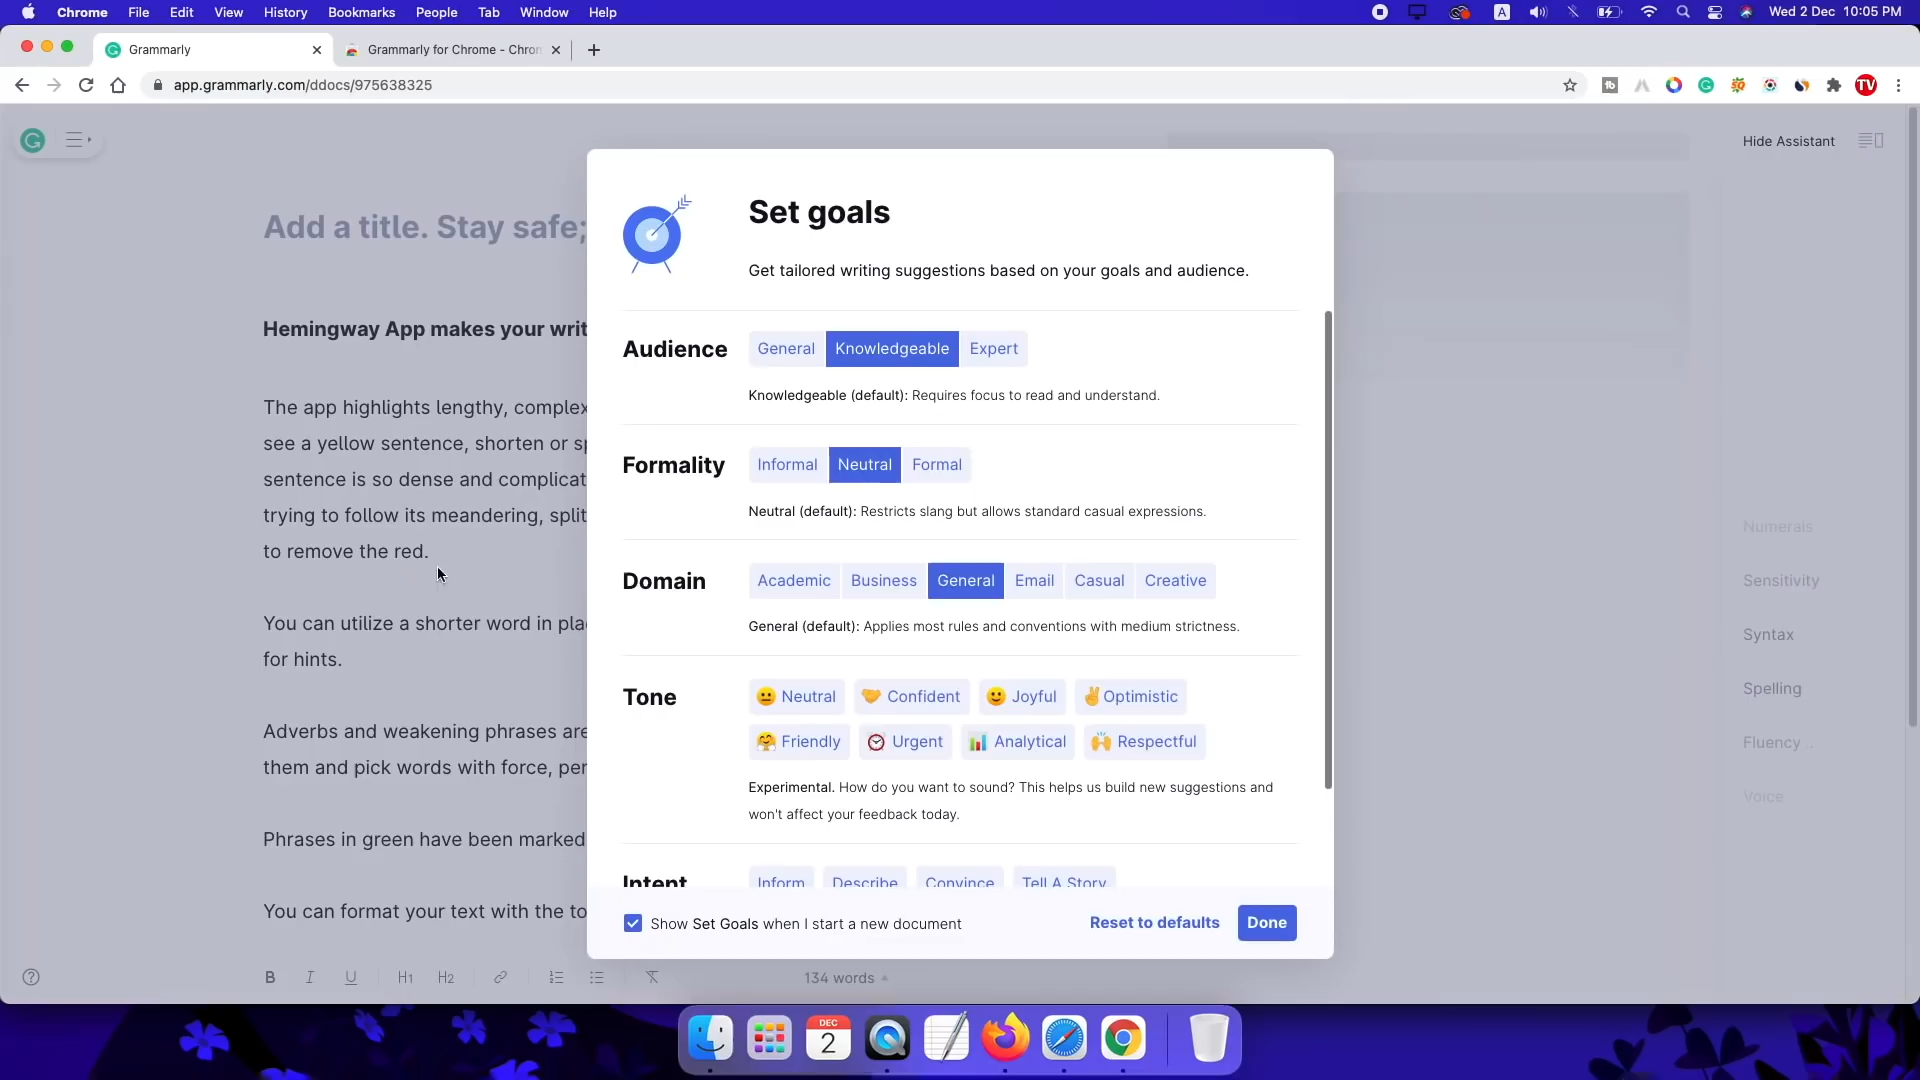 Chrome File Edit View History Bookmarks People Tab Window Help
A
Wed 2 Dec 10:05 PM
Grammarly
Grammarly for Chrome - Chro
app.grammarly.com/ddocs/975638325
TV
Hide Assistant
Add a title. Stay safe;
Hemingway App makes your writ
The app highlights lengthy, complex
see a yellow sentence, shorten or sp
sentence is so dense and complicat
trying to follow its meandering, split
to remove the red.
You can utilize a shorter word in pla
for hints.
Adverbs and weakening phrases are
them and pick words with force, per
Phrases in green have been marked
You can format your text with the to
Set goals
Get tailored writing suggestions based on your goals and audience.
Audience
General Knowledgeable Expert
Knowledgeable (default): Requires focus to read and understand.
Formality
Informal Neutral Formal
Neutral (default): Restricts slang but allows standard casual expressions.
Domain
Academic Business General Email Casual Creative
General (default): Applies most rules and conventions with medium strictness.
Tone
Neutral Confident Joyful Optimistic
Friendly Urgent Analytical Respectful
Experimental. How do you want to sound? This helps us build new suggestions and
won't affect your feedback today.
Intent
Inform Describe Convince Tell A Story
Show Set Goals when I start a new document
Reset to defaults
Done
Numerals
Sensitivity
Syntax
Spelling
Fluency
Voice
B I U H1 H2
134 words
DEC
2